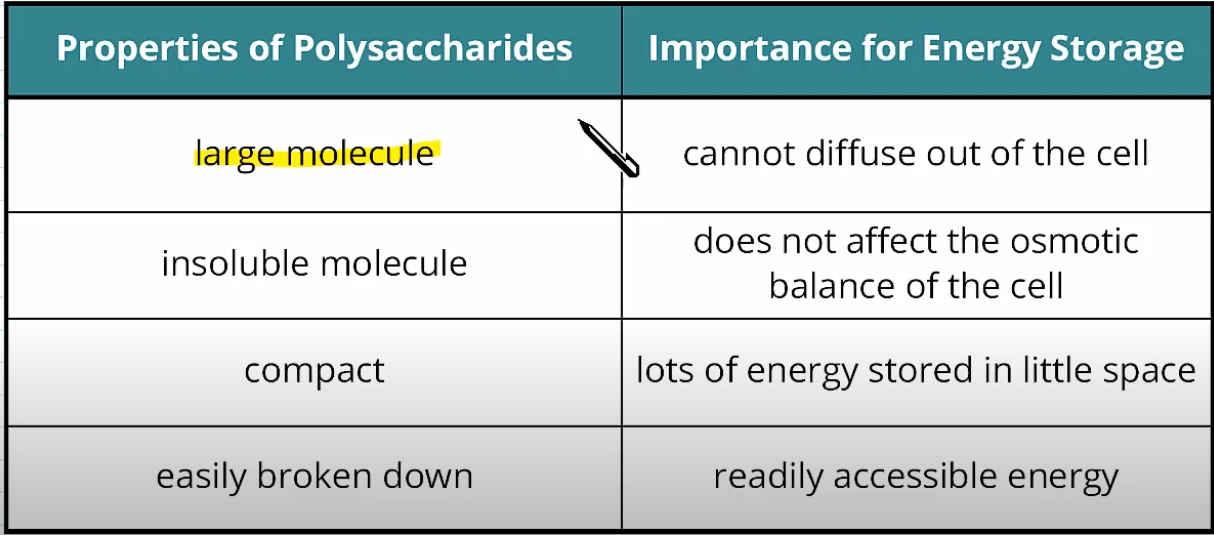 Properties of Polysaccharides
Importance for Energy Storage
large molecule
cannot diffuse out of the cell
insoluble molecule
does not affect the osmotic
balance of the cell
compact
lots of energy stored in little space
easily broken down
readily accessible energy